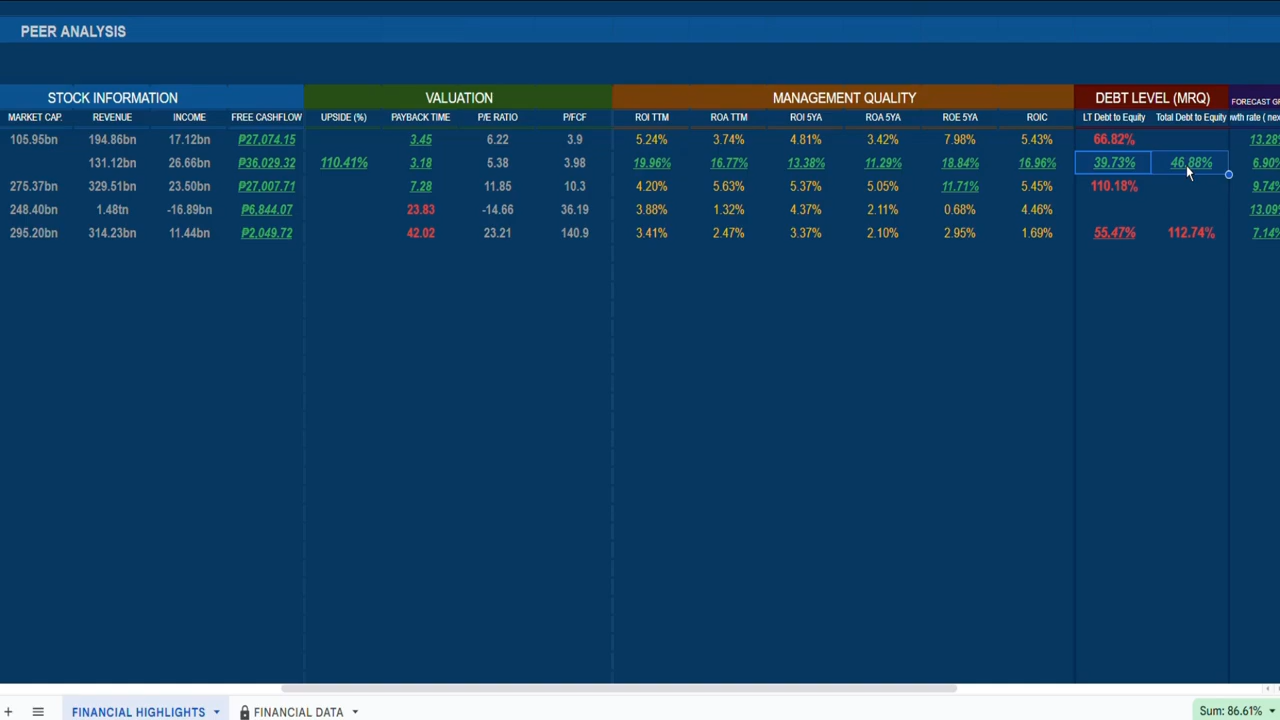 PEER ANALYSIS
STOCK INFORMATION VALUATION MANAGEMENT QUALITY DEBT LEVEL (MRQ) FORECAST GR
MARKET CAP. REVENUE INCOME FREE CASHFLOW UPSIDE (%) PAYBACK TIME P/E RATIO P/FCF ROI TTM ROA TTM ROI 5YA ROA 5YA ROE 5YA ROIC LT Debt to Equity Total Debt to Equity wth rate ( nex
105.95bn 194.86bn 17.12bn ₱27,074.15 3.45 6.22 3.9 5.24% 3.74% 4.81% 3.42% 7.98% 5.43% 66.82% 13.28
131.12bn 26.66bn ₱36,029.32 110.41% 3.18 5.38 3.98 19.96% 16.77% 13.38% 11.29% 18.84% 16.96% 39.73% 46.88% 6.90%
275.37bn 329.51bn 23.50bn ₱27,007.71 7.28 11.85 10.3 4.20% 5.63% 5.37% 5.05% 11.71% 5.45% 110.18% 9.74%
248.40bn 1.48tn -16.89bn ₱6,844.07 23.83 -14.66 36.19 3.88% 1.32% 4.37% 2.11% 0.68% 4.46% 13.09
295.20bn 314.23bn 11.44bn ₱2,049.72 42.02 23.21 140.9 3.41% 2.47% 3.37% 2.10% 2.95% 1.69% 55.47% 112.74% 7.14%
+ FINANCIAL HIGHLIGHTS FINANCIAL DATA Sum: 86.61%